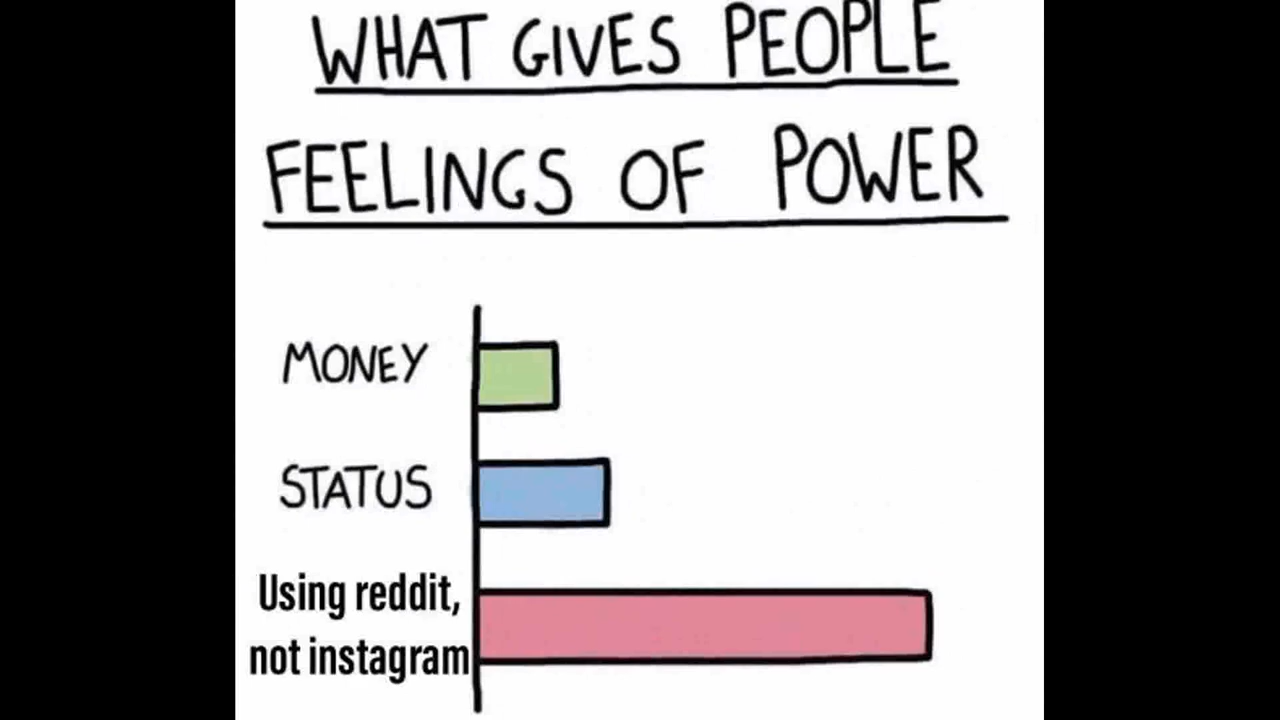 WHAT GIVES PEOPLE
FEELINGS OF POWER
MONEY
STATUS
Using reddit,
not instagram